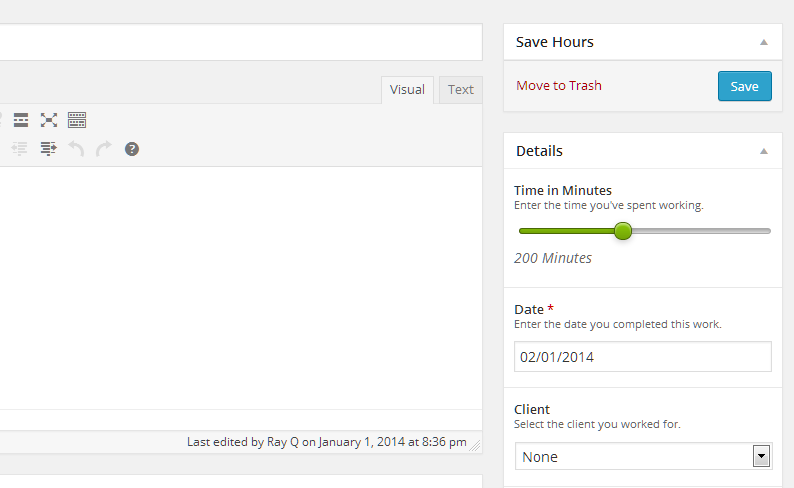 Visual
Text
?
Last edited by Ray Q on January 1, 2014 at 8:36 pm
Save Hours
Move to Trash
Save
Details
Time in Minutes
Enter the time you've spent working.
200 Minutes
Date *
Enter the date you completed this work.
02/01/2014
Client
Select the client you worked for.
None